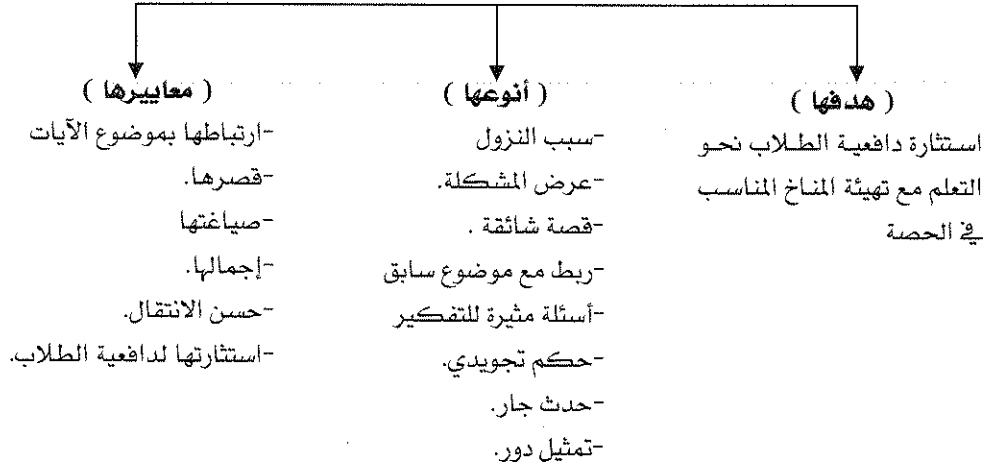 ( هدفها )
استثارة دافعية الطلاب نحو
التعلم مع تهيئة المناخ المناسب
في الحصة
( أنوعها )
-سبب النزول
-عرض المشكلة.
-قصة شائقة .
-ربط مع موضوع سابق
-أسئلة مثيرة للتفكير
-حكم تجويدي.
-حدث جار.
-تمثيل دور.
( معاييرها )
-ارتباطها بموضوع الآيات
-قصرها.
-صياغتها
-إجمالها.
-حسن الانتقال.
-استثارتها لدافعية الطلاب.